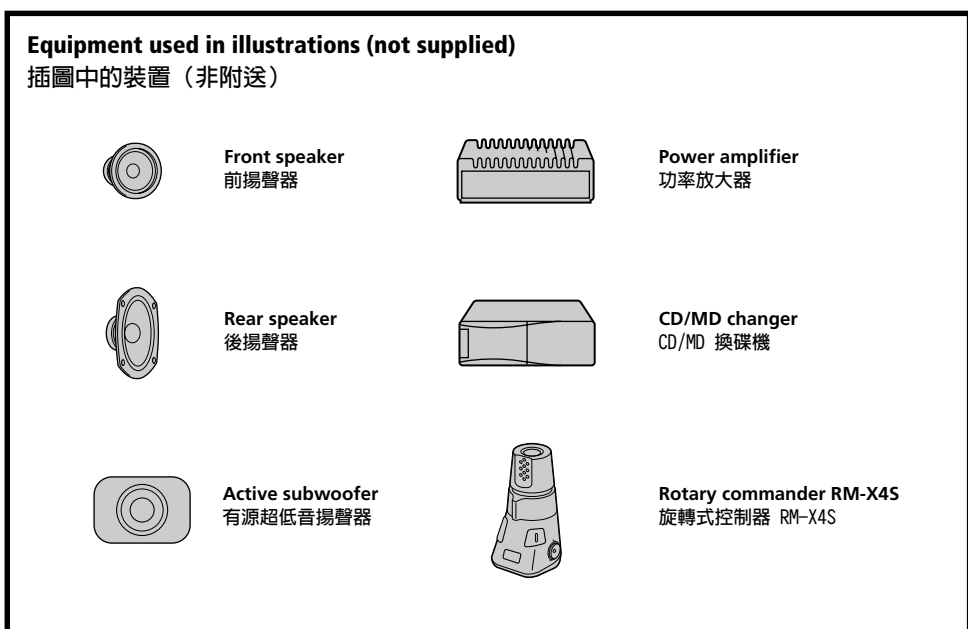 Equipment used in illustrations (not supplied)
插圖中的裝置（非附送）
Front speaker
前揚聲器
Power amplifier
功率放大器
Rear speaker
後揚聲器
CD/MD changer
CD/MD 換碟機
Active subwoofer
有源超低音揚聲器
Rotary commander RM-X4S
旋轉式控制器 RM-X4S